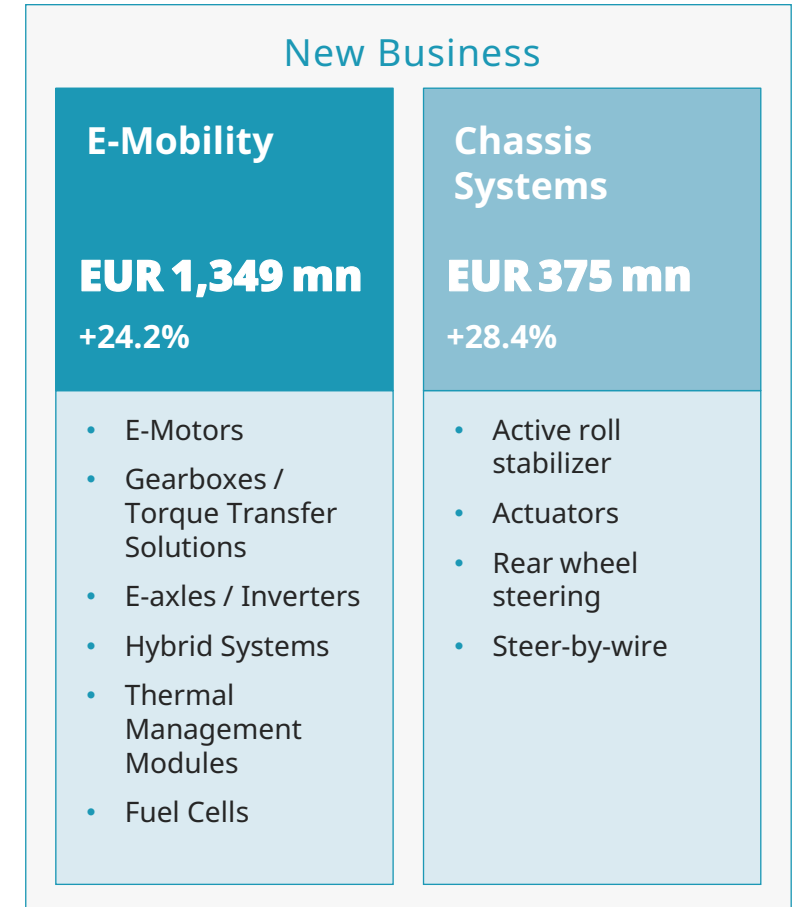 New Business
E-Mobility
EUR 1,349 mn
+24.2%
• E-Motors
• Gearboxes /
Torque Transfer
Solutions
• E-axles / Inverters
• Hybrid Systems
• Thermal
Management
Modules
• Fuel Cells
Chassis
Systems
EUR 375 mn
+28.4%
• Active roll
stabilizer
• Actuators
• Rear wheel
steering
• Steer-by-wire